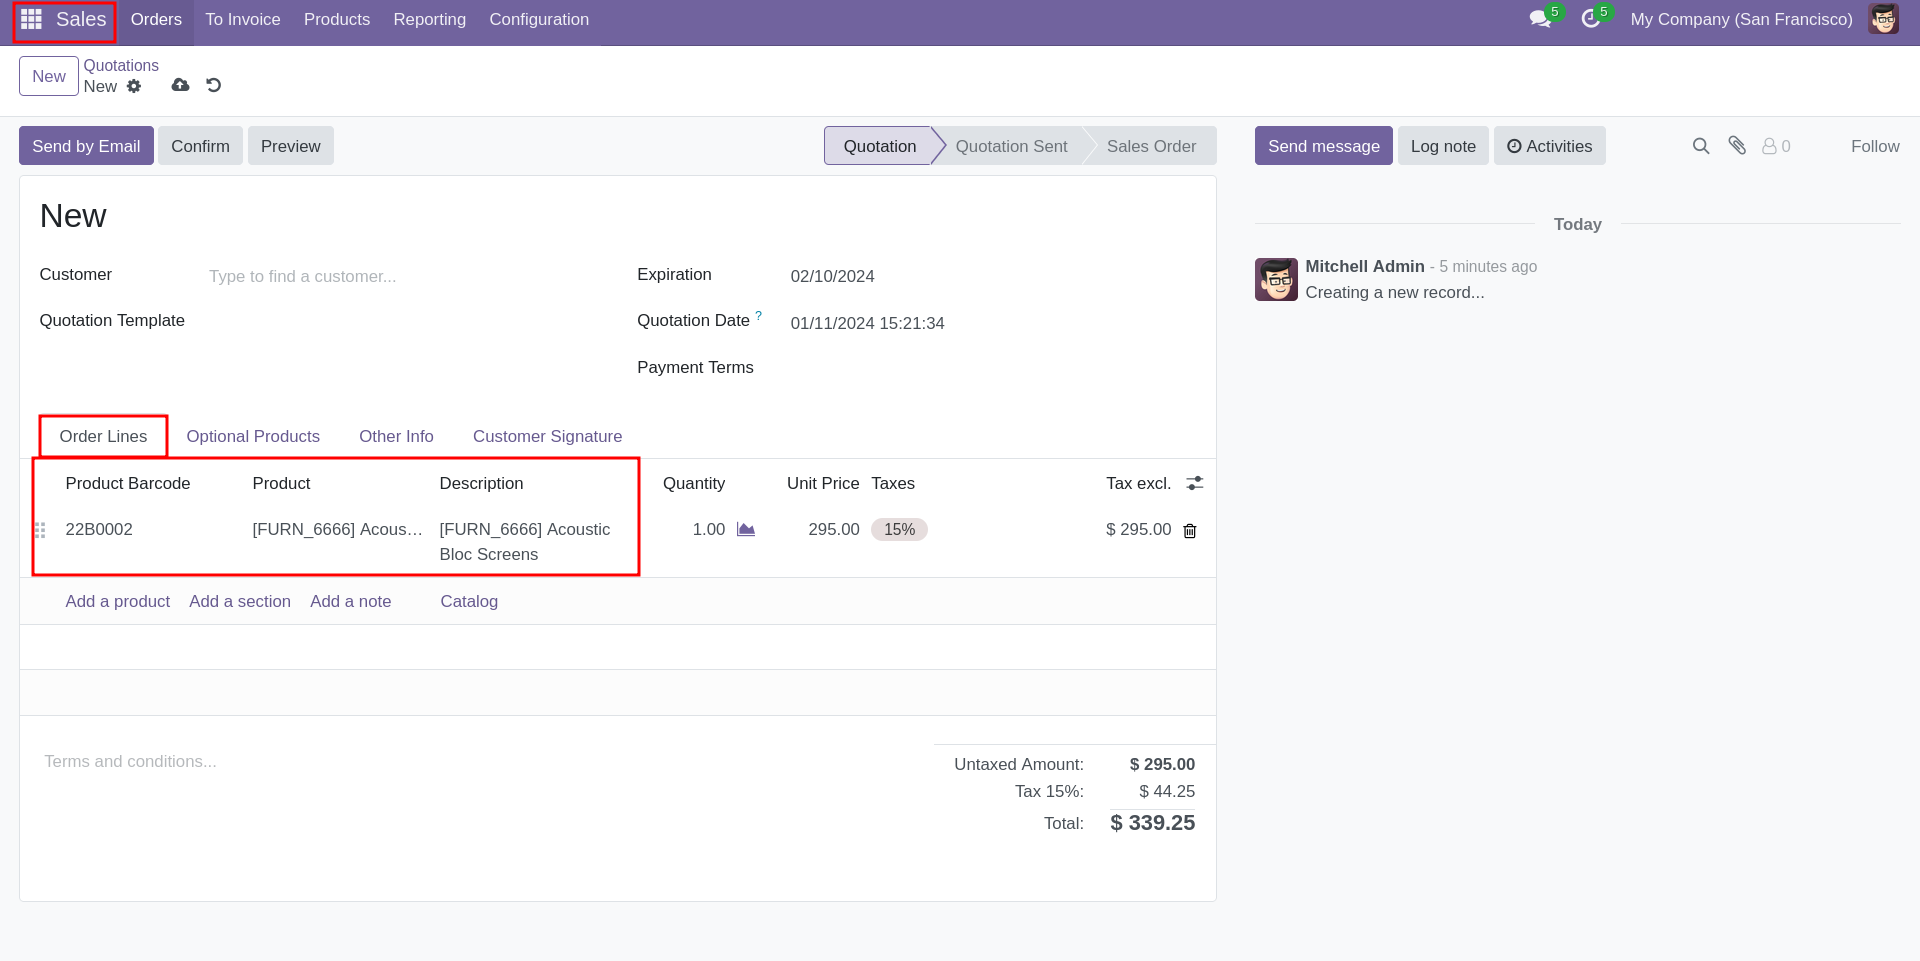 Sales Orders To Invoice Products Reporting Configuration 5 5 My Company (San Francisco)
New Quotations
New
Send by Email Confirm Preview Quotation Quotation Sent Sales Order Send message Log note Activities 0 Follow
New
Today
Customer Type to find a customer... Expiration 02/10/2024
Mitchell Admin - 5 minutes ago
Creating a new record...
Quotation Template Quotation Date ? 01/11/2024 15:21:34
Payment Terms
Order Lines Optional Products Other Info Customer Signature
Product Barcode Product Description Quantity Unit Price Taxes Tax excl.
22B0002 [FURN_6666] Acous... [FURN_6666] Acoustic 1.00 295.00 15% $ 295.00
Bloc Screens
Add a product Add a section Add a note Catalog
Terms and conditions...
Untaxed Amount: $ 295.00
Tax 15%: $ 44.25
Total: $ 339.25